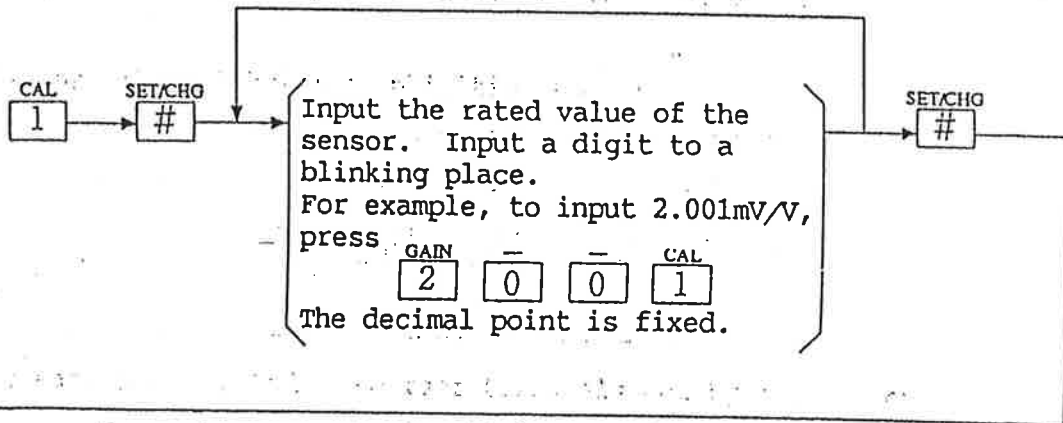 CAL SET/CHG
1 #
Input the rated value of the
sensor. Input a digit to a
blinking place.
For example, to input 2.001mV/V,
press
GAIN — — CAL
2 0 0 1
The decimal point is fixed.
SET/CHG
#